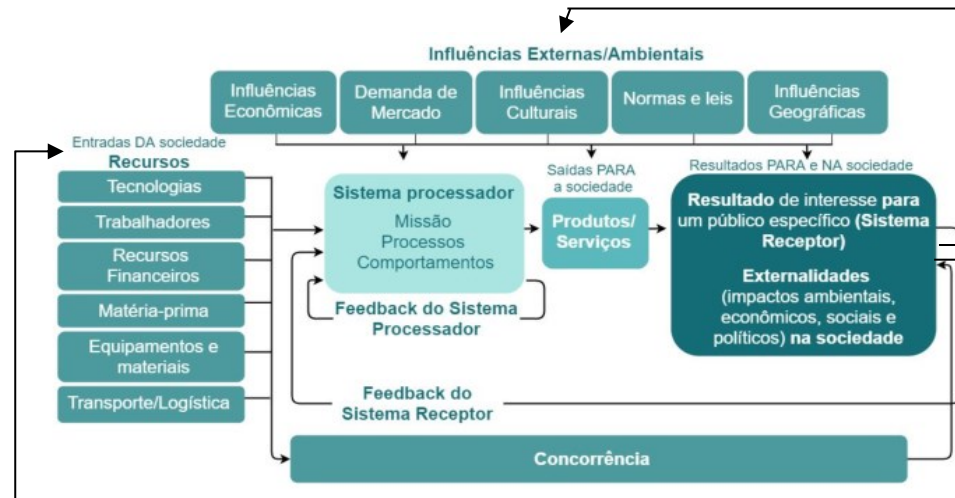 Influências Externas/Ambientais
Influências
Econômicas
Demanda de
Mercado
Influências
Culturais
Normas e leis
Influências
Geográficas
Entradas DA sociedade
Recursos
Tecnologias
Trabalhadores
Recursos
Financeiros
Matéria-prima
Equipamentos e
materiais
Transporte/Logística
Sistema processador
Missão
Processos
Comportamentos
Feedback do Sistema
Processador
Feedback do
Sistema Receptor
Saídas PARA
a sociedade
Produtos/
Serviços
Resultados PARA e NA sociedade
Resultado de interesse para
um público específico (Sistema
Receptor)
Externalidades
(impactos ambientais,
econômicos, sociais e
políticos) na sociedade
Concorrência